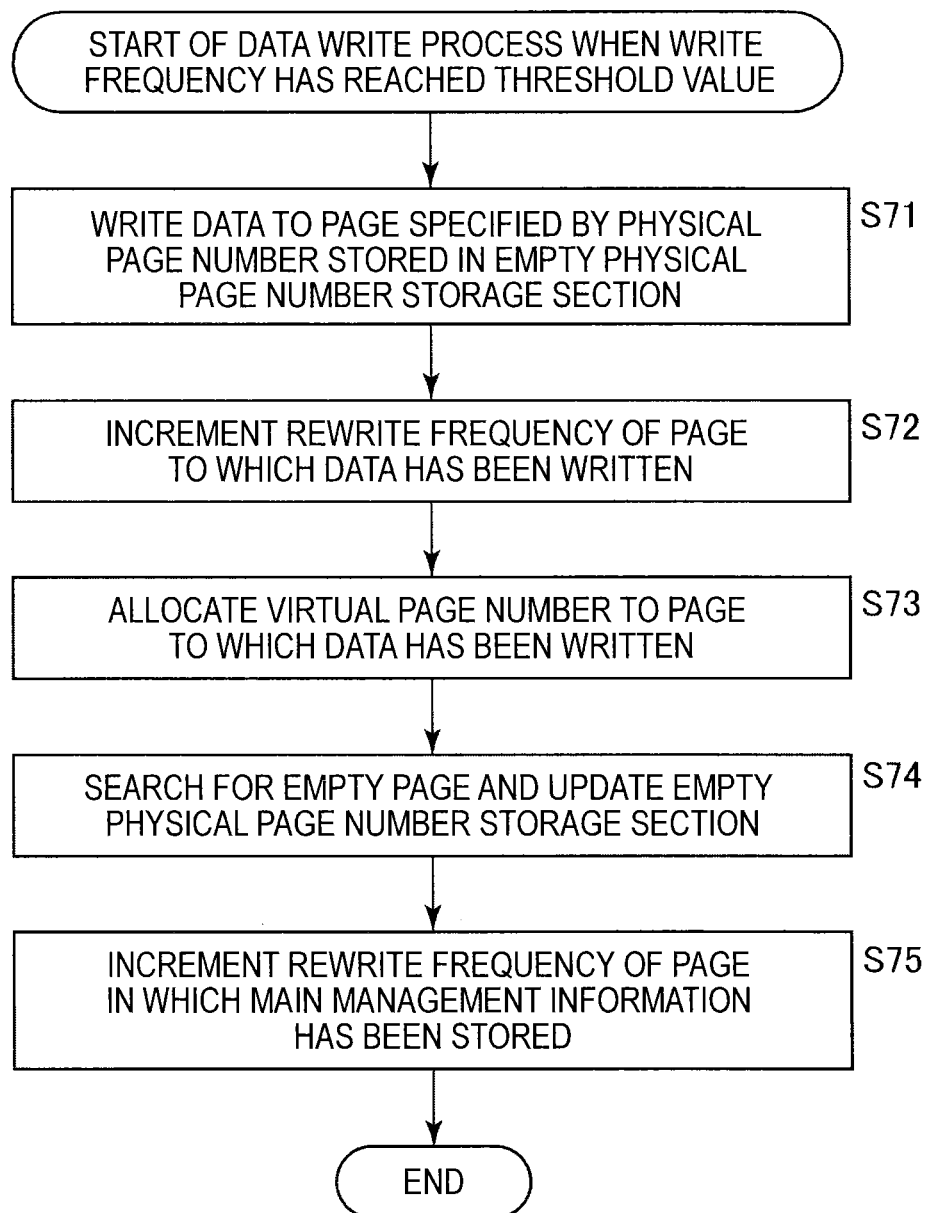 START OF DATA WRITE PROCESS WHEN WRITE
FREQUENCY HAS REACHED THRESHOLD VALUE
S71
WRITE DATA TO PAGE SPECIFIED BY PHYSICAL
PAGE NUMBER STORED IN EMPTY PHYSICAL
PAGE NUMBER STORAGE SECTION
S72
INCREMENT REWRITE FREQUENCY OF PAGE
TO WHICH DATA HAS BEEN WRITTEN
S73
ALLOCATE VIRTUAL PAGE NUMBER TO PAGE
TO WHICH DATA HAS BEEN WRITTEN
S74
SEARCH FOR EMPTY PAGE AND UPDATE EMPTY
PHYSICAL PAGE NUMBER STORAGE SECTION
S75
INCREMENT REWRITE FREQUENCY OF PAGE
IN WHICH MAIN MANAGEMENT INFORMATION
HAS BEEN STORED
END